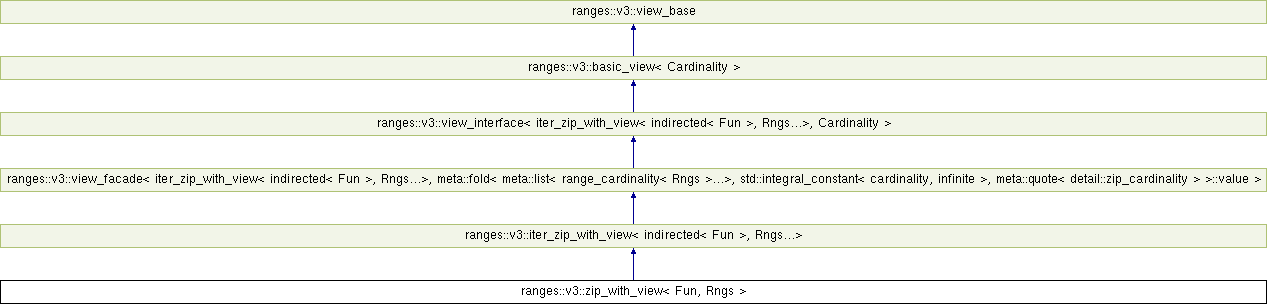 ranges::v3::view_base
ranges::v3::basic_view< Cardinality >
ranges::v3::view_interface< iter_zip_with_view< indirected< Fun >, Rngs...>, Cardinality >
ranges::v3::view_facade< iter_zip_with_view< indirected< Fun >, Rngs...>, meta::fold< meta::list< range_cardinality< Rngs >...>, std::integral_constant< cardinality, infinite >, meta::quote< detail::zip_cardinality > >::value >
ranges::v3::iter_zip_with_view< indirected< Fun >, Rngs...>
ranges::v3::zip_with_view< Fun, Rngs >